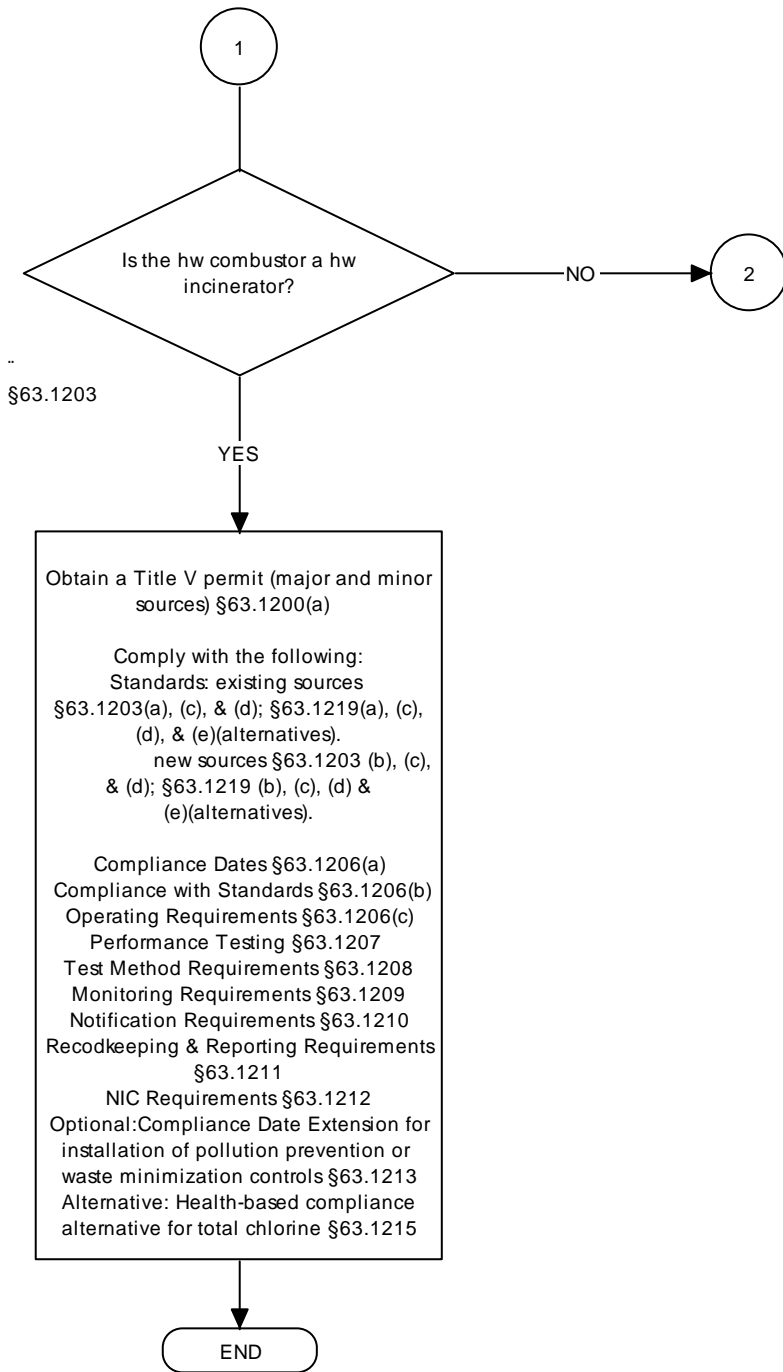 1
Is the hw combustor a hw
incinerator?
NO
2
..
§63.1203
YES
Obtain a Title V permit (major and minor
sources) §63.1200(a)
Comply with the following:
Standards: existing sources
§63.1203(a), (c), & (d); §63.1219(a), (c),
(d), & (e)(alternatives).
new sources §63.1203 (b), (c),
& (d); §63.1219 (b), (c), (d) &
(e)(alternatives).
Compliance Dates §63.1206(a)
Compliance with Standards §63.1206(b)
Operating Requirements §63.1206(c)
Performance Testing §63.1207
Test Method Requirements §63.1208
Monitoring Requirements §63.1209
Notification Requirements §63.1210
Recodkeeping & Reporting Requirements
§63.1211
NIC Requirements §63.1212
Optional:Compliance Date Extension for
installation of pollution prevention or
waste minimization controls §63.1213
Alternative: Health-based compliance
alternative for total chlorine §63.1215
END